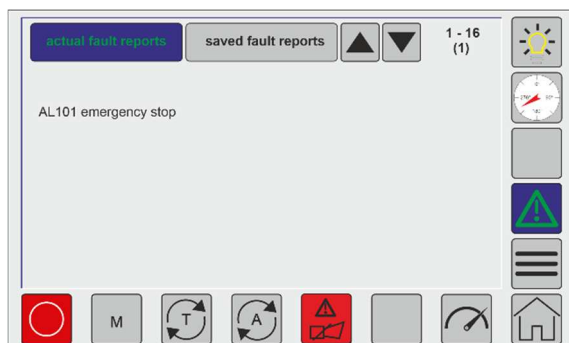 actual fault reports
saved fault reports
1 - 16
(1)
AL101 emergency stop
M
T
A